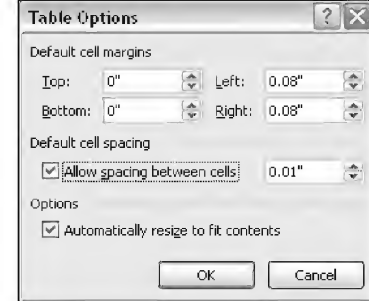 Table Options
Default cell margins
Top: 0" Left: 0.08"
Bottom: 0" Right: 0.08"
Default cell spacing
Allow spacing between cells 0.01"
Options
Automatically resize to fit contents
OK Cancel